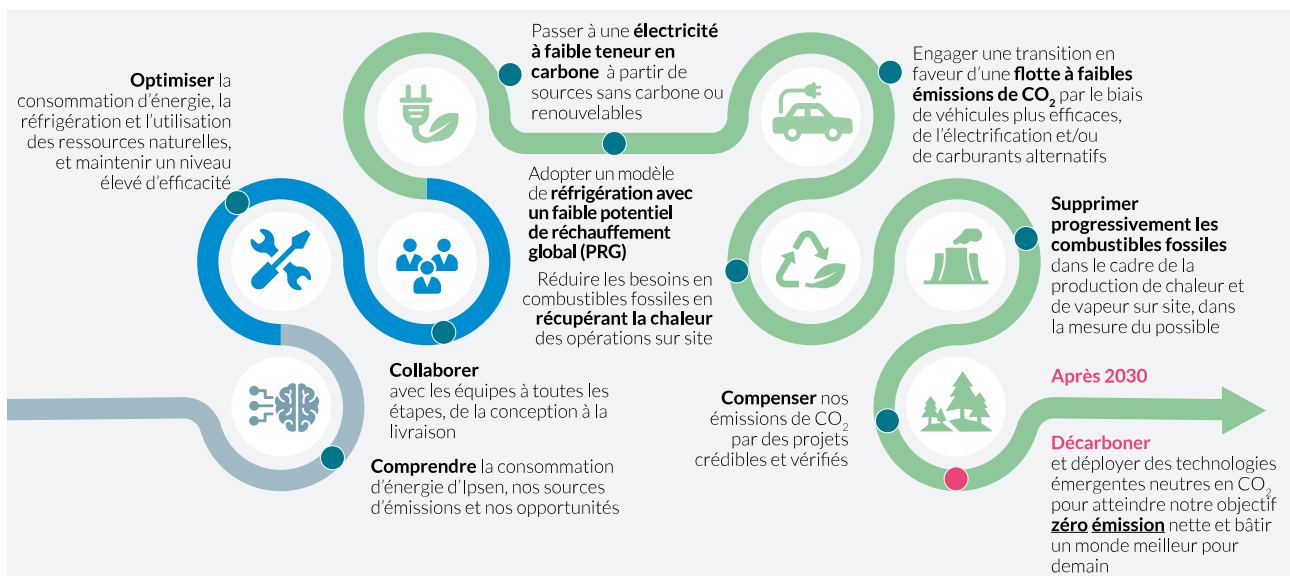 Optimiser la
consommation d’énergie, la
réfrigération et l’utilisation
des ressources naturelles,
et maintenir un niveau
élevé d’efficacité
Passer à une électricité
à faible teneur en
carbone à partir de
sources sans carbone ou
renouvelables
Engager une transition en
faveur d’une flotte à faibles
émissions de CO₂ par le biais
de véhicules plus efficaces,
de l’électrification et/ou
de carburants alternatifs
Adopter un modèle
de réfrigération avec
un faible potentiel
de réchauffement
global (PRG)
Réduire les besoins en
combustibles fossiles en
récupérant la chaleur
des opérations sur site
Supprimer
progressivement les
combustibles fossiles
dans le cadre de la
production de chaleur et
de vapeur sur site, dans
la mesure du possible
Collaborer
avec les équipes à toutes les
étapes, de la conception à la
livraison
Comprendre la consommation
d’énergie d’Ipsen, nos sources
d’émissions et nos opportunités
Compenser nos
émissions de CO₂
par des projets
crédibles et vérifiés
Après 2030
Décarboner
et déployer des technologies
émergentes neutres en CO₂
pour atteindre notre objectif
zéro émission nette et bâtir
un monde meilleur pour
demain